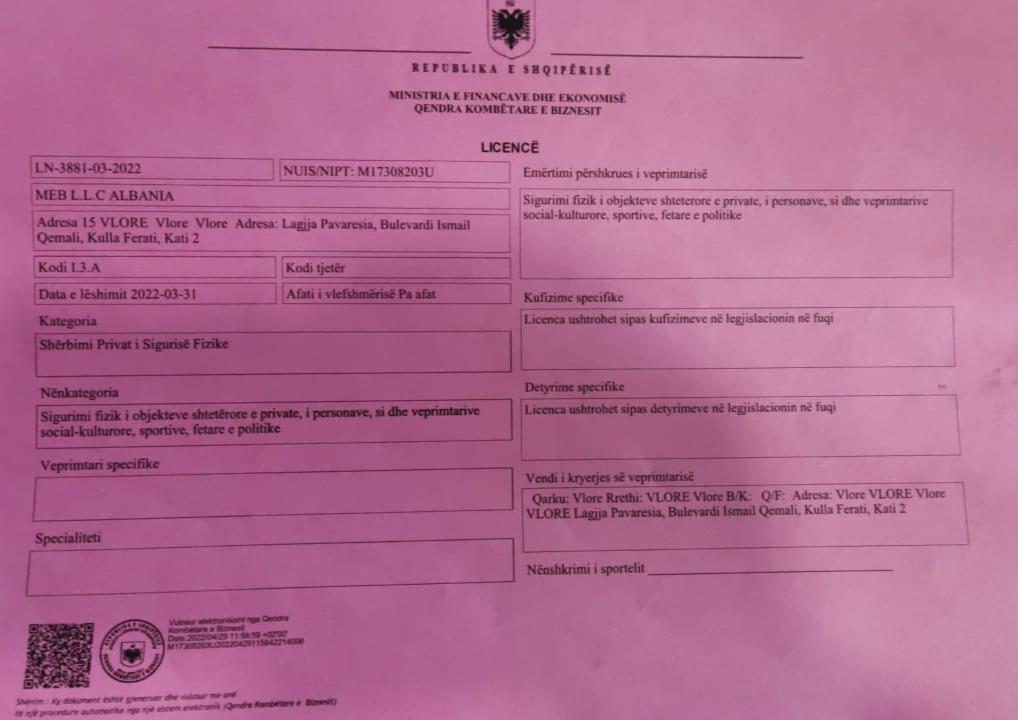 REPUBLIKA E SHQIPËRISË
MINISTRIA E FINANCAVE DHE EKONOMISË
QENDRA KOMBËTARE E BIZNESIT
LICENCË
LN-3881-03-2022
NUIS/NIPT: M17308203U
MEB L.L.C ALBANIA
Adresa 15 VLORE Vlore Vlore Adresa: Lagjja Pavaresia, Bulevardi Ismail
Qemali, Kulla Ferati, Kati 2
Kodi I.3.A
Kodi tjetër
Data e lëshimit 2022-03-31
Afati i vlefshmërisë Pa afat
Kategoria
Shërbimi Privat i Sigurisë Fizike
Nënkategoria
Sigurimi fizik i objekteve shtetërore e private, i personave, si dhe veprimtarive
social-kulturore, sportive, fetare e politike
Veprimtari specifike
Specialiteti
Emërtimi përshkrues i veprimtarisë
Sigurimi fizik i objekteve shteterore e private, i personave, si dhe veprimtarive
social-kulturore, sportive, fetare e politike
Kufizime specifike
Licenca ushtrohet sipas kufizimeve në legjislacionin në fuqi
Detyrime specifike
Licenca ushtrohet sipas detyrimeve në legjislacionin në fuqi
Vendi i kryerjes së veprimtarisë
Qarku: Vlore Rrethi: VLORE Vlore B/K: Q/F: Adresa: Vlore VLORE Vlore
VLORE Lagjja Pavaresia, Bulevardi Ismail Qemali, Kulla Ferati, Kati 2
Nënshkrimi i sportelit
Vulosur elektronikisht nga Qendra
Kombëtare e Biznesit
Date:2022/04/29 11:56:59 +02'00'
Shënim : Ky dokument është gjeneruar dhe vulosur me anë
të një procedure automatike nga një sistem elektronik (Qendra Kombëtare e Biznesit)